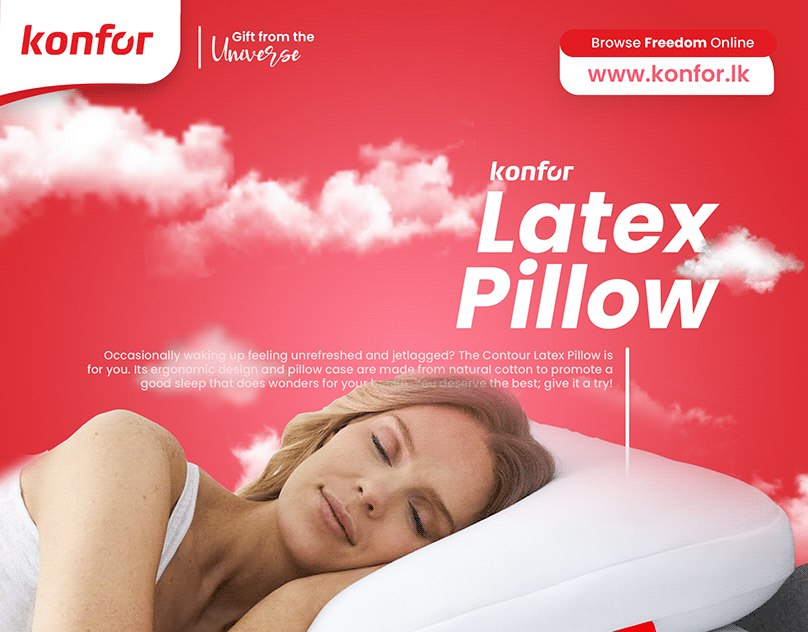 konfor
Gift from the
Universe
Browse Freedom Online
www.konfor.lk
konfor
Latex
Pillow
Occasionally waking up feeling unrefreshed and jetlagged? The Contour Latex Pillow is
for you. Its ergonomic design and pillow case are made from natural cotton to promote a
good sleep that does wonders for your You deserve the best; give it a try!